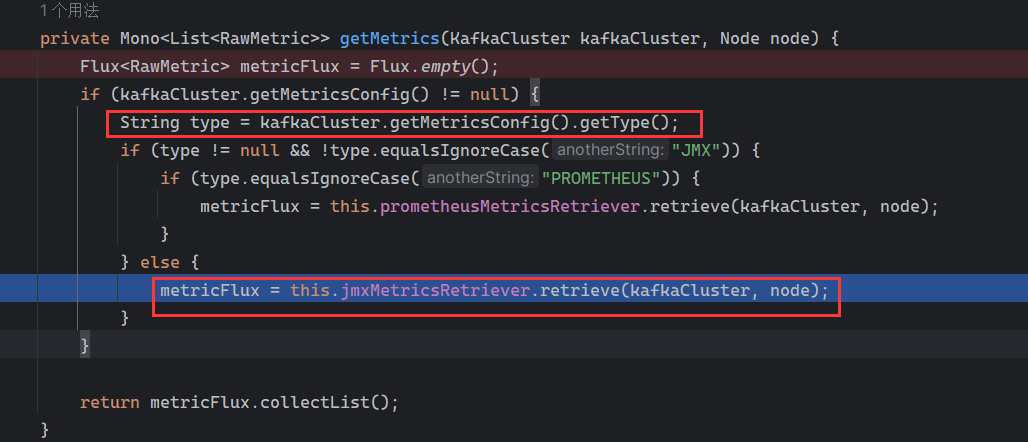 1 个用法
private Mono<List<RawMetric>> getMetrics(KafkaCluster kafkaCluster, Node node) {
Flux<RawMetric> metricFlux = Flux.empty();
if (kafkaCluster.getMetricsConfig() != null) {
String type = kafkaCluster.getMetricsConfig().getType();
if (type != null && !type.equalsIgnoreCase( anotherString: "JMX")) {
if (type.equalsIgnoreCase( anotherString: "PROMETHEUS")) {
metricFlux = this.prometheusMetricsRetriever.retrieve(kafkaCluster, node);
}
} else {
metricFlux = this.jmxMetricsRetriever.retrieve(kafkaCluster, node);
}
}
return metricFlux.collectList();
}